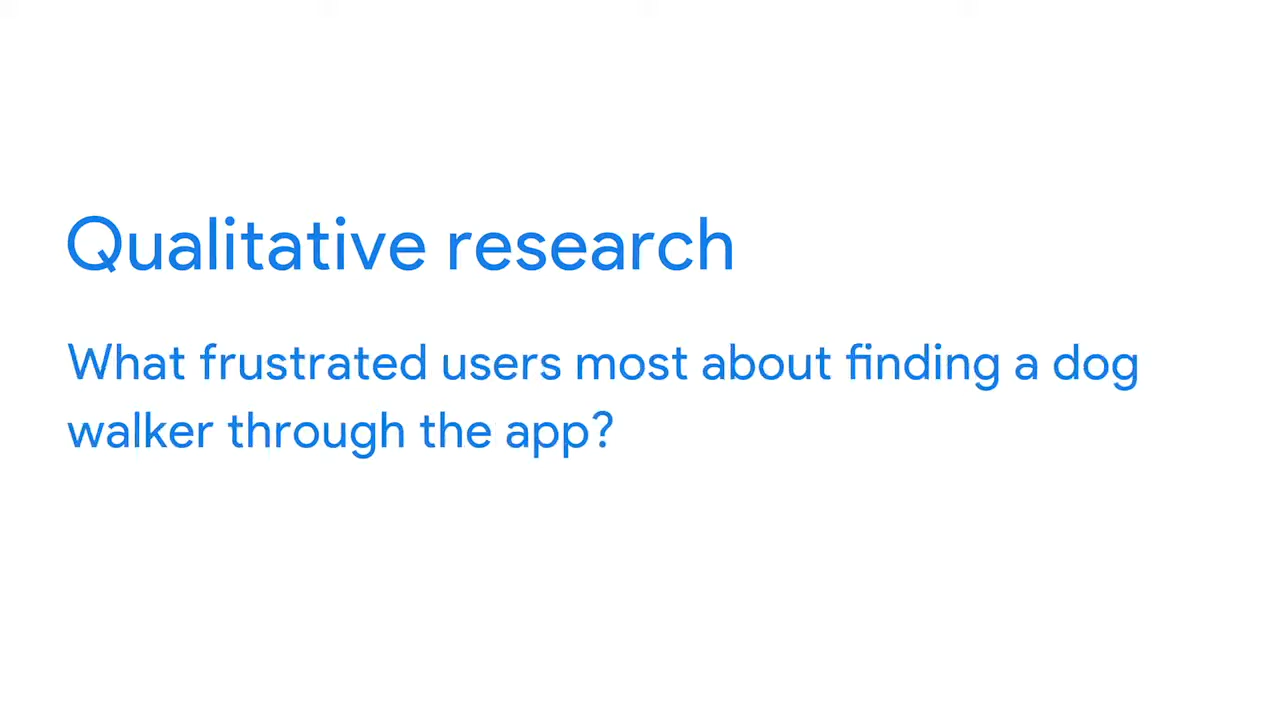 Qualitative research
What frustrated users most about finding a dog
walker through the app?